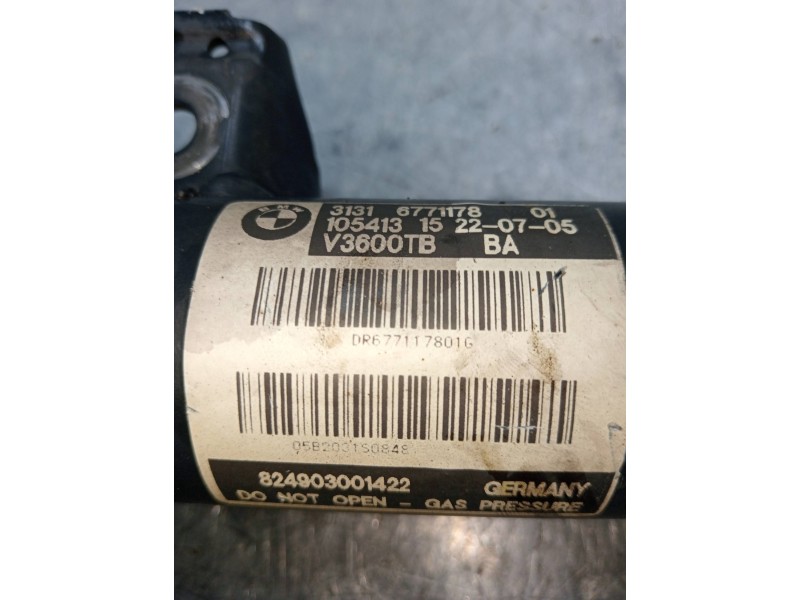 BMW
3131 6771178 01
105413 15 22-07-05
V3600TB BA
DR677117801G
05B2031S0848
824903001422 GERMANY
DO NOT OPEN - GAS PRESSURE